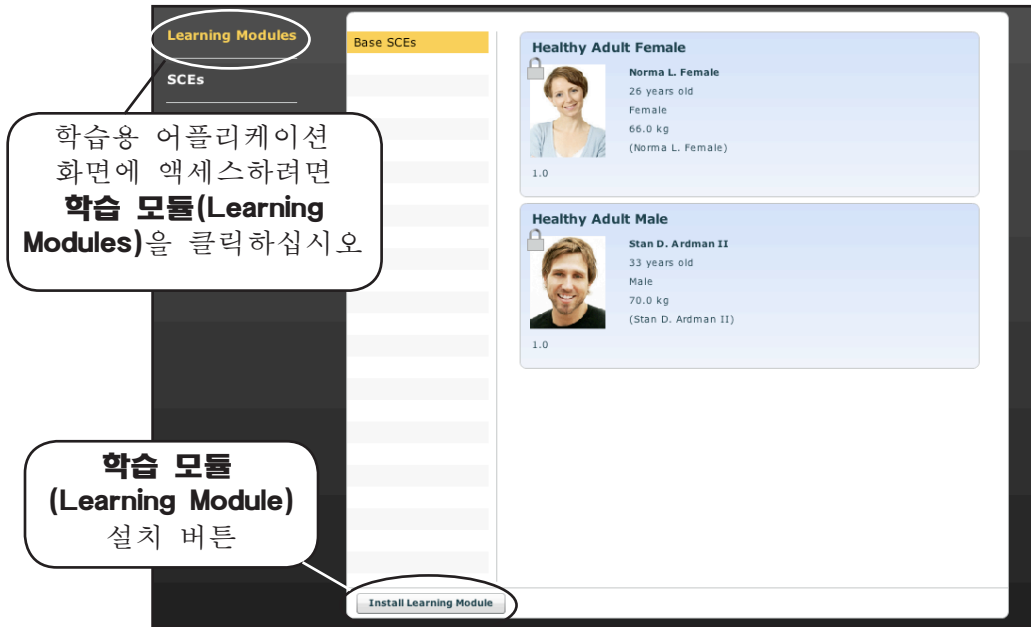 Learning Modules
SCEs
학습용 어플리케이션
화면에 액세스하려면
학습 모듈(Learning
Modules)을 클릭하십시오
학습 모듈
(Learning Module)
설치 버튼
Base SCEs
Healthy Adult Female
Norma L. Female
26 years old
Female
66.0 kg
(Norma L. Female)
1.0
Healthy Adult Male
Stan D. Ardman II
33 years old
Male
70.0 kg
(Stan D. Ardman II)
1.0
Install Learning Module